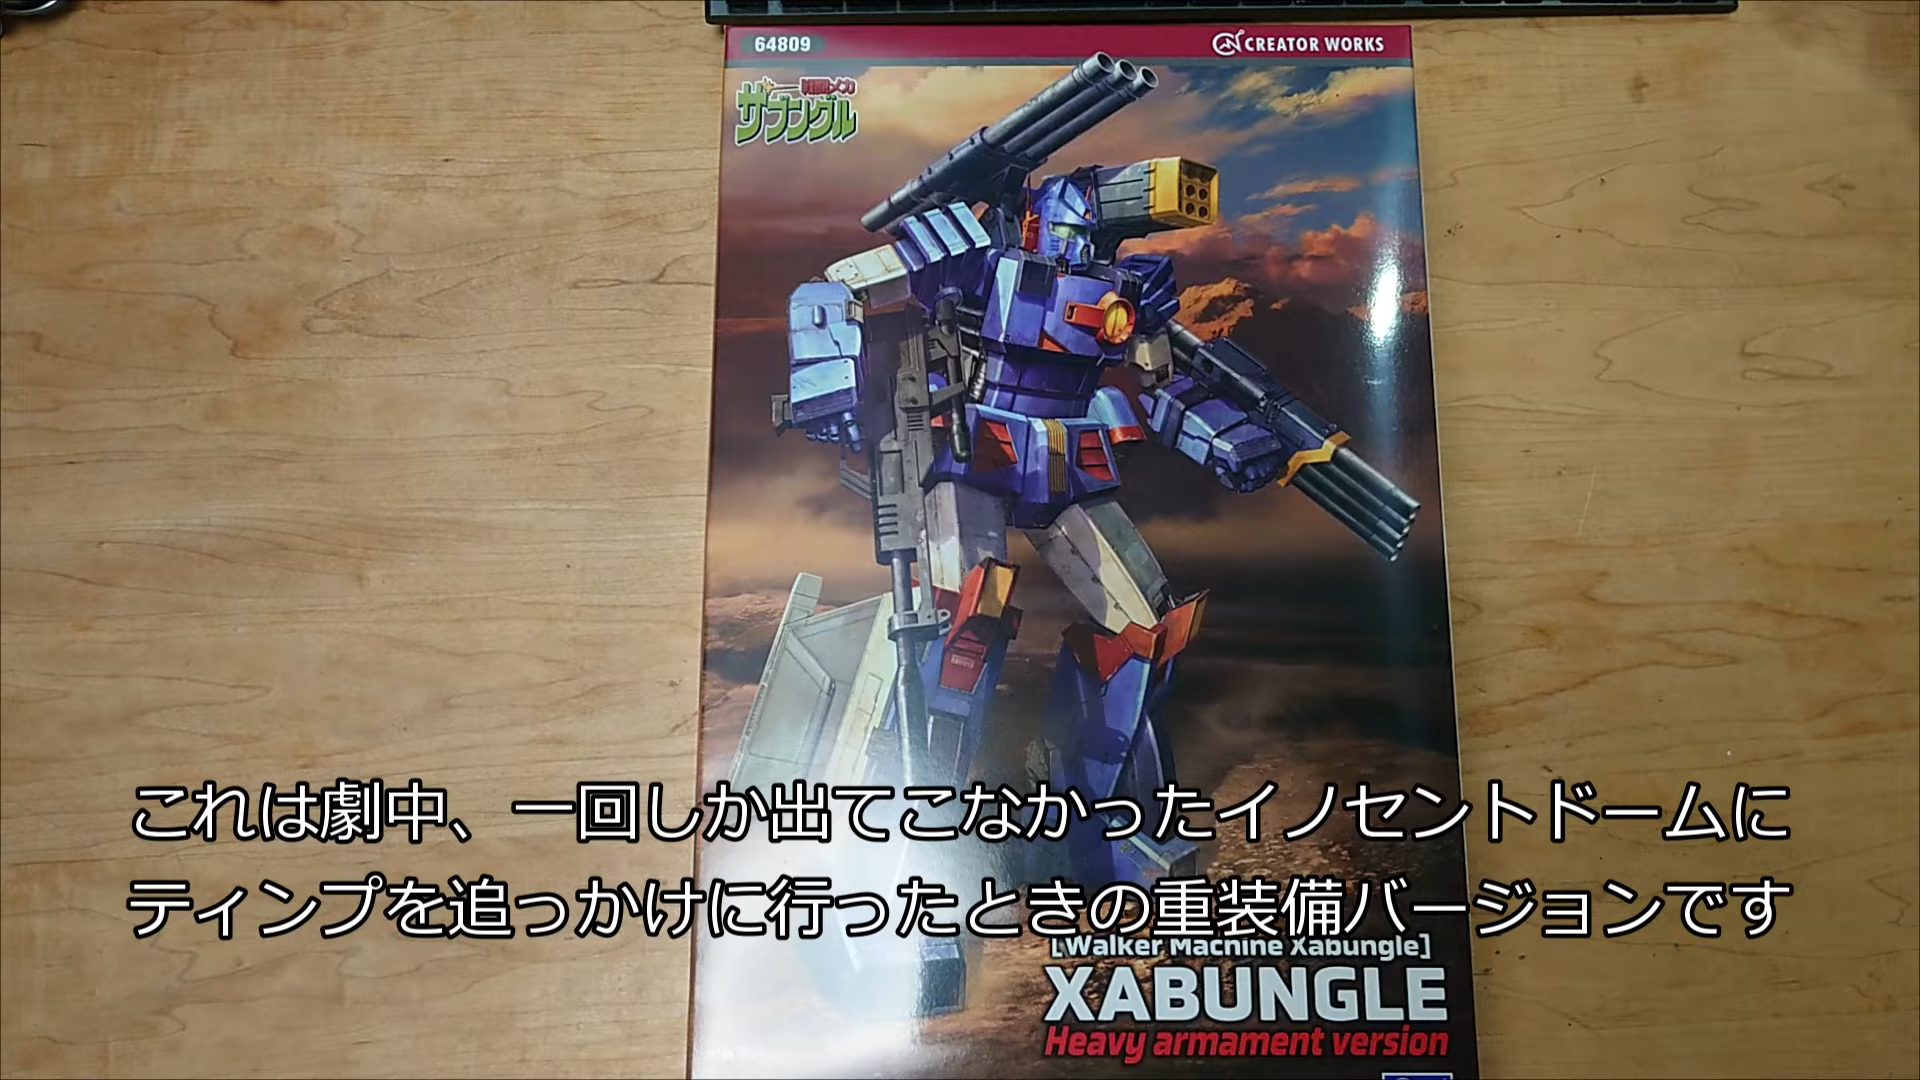 64809
CREATOR WORKS
戦闘メカ
ザブングル
これは劇中、一回しか出てこなかったイノセントドームに
ティンプを追っかけに行ったときの重装備バージョンです
[Walker Machine Xabungle]
XABUNGLE
Heavy armament version